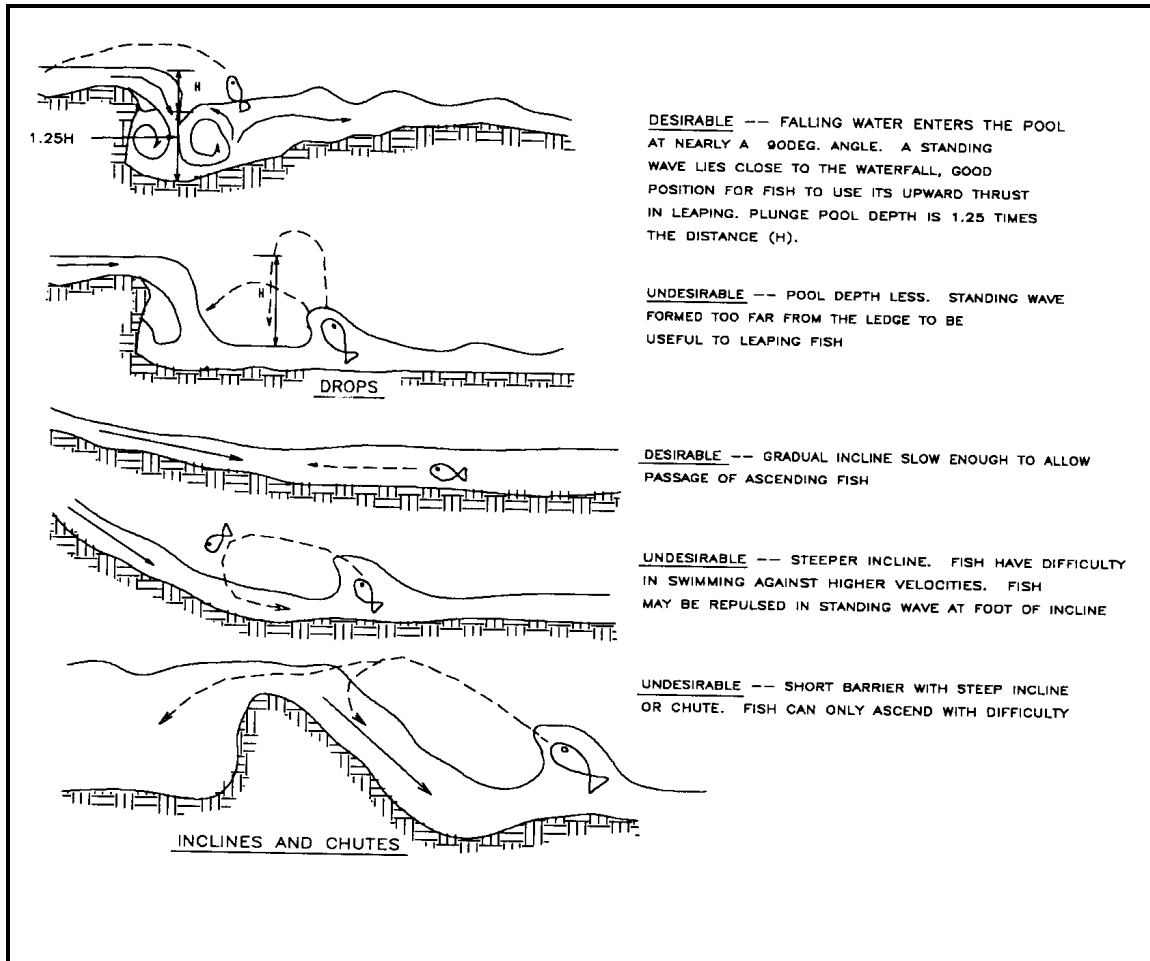 H
1.25H
DESIRABLE -- FALLING WATER ENTERS THE POOL
AT NEARLY A 90DEG. ANGLE. A STANDING
WAVE LIES CLOSE TO THE WATERFALL, GOOD
POSITION FOR FISH TO USE ITS UPWARD THRUST
IN LEAPING. PLUNGE POOL DEPTH IS 1.25 TIMES
THE DISTANCE (H).
H
UNDESIRABLE -- POOL DEPTH LESS. STANDING WAVE
FORMED TOO FAR FROM THE LEDGE TO BE
USEFUL TO LEAPING FISH
DROPS
DESIRABLE -- GRADUAL INCLINE SLOW ENOUGH TO ALLOW
PASSAGE OF ASCENDING FISH
UNDESIRABLE -- STEEPER INCLINE. FISH HAVE DIFFICULTY
IN SWIMMING AGAINST HIGHER VELOCITIES. FISH
MAY BE REPULSED IN STANDING WAVE AT FOOT OF INCLINE
UNDESIRABLE -- SHORT BARRIER WITH STEEP INCLINE
OR CHUTE. FISH CAN ONLY ASCEND WITH DIFFICULTY
INCLINES AND CHUTES